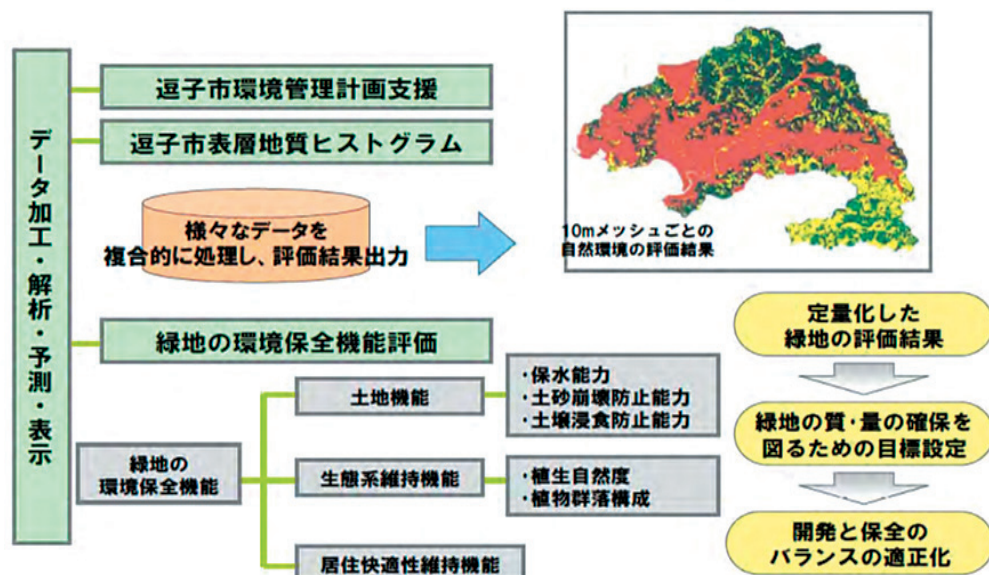 データ加工・解析・予測・表示
逗子市環境管理計画支援
逗子市表層地質ヒストグラム
様々なデータを
複合的に処理し、評価結果出力
10mメッシュごとの
自然環境の評価結果
緑地の環境保全機能評価
緑地の
環境保全機能
土地機能
・保水能力
・土砂崩壊防止能力
・土壌浸食防止能力
生態系維持機能
・植生自然度
・植物群落構成
居住快適性維持機能
定量化した
緑地の評価結果
緑地の質・量の確保を
図るための目標設定
開発と保全の
バランスの適正化